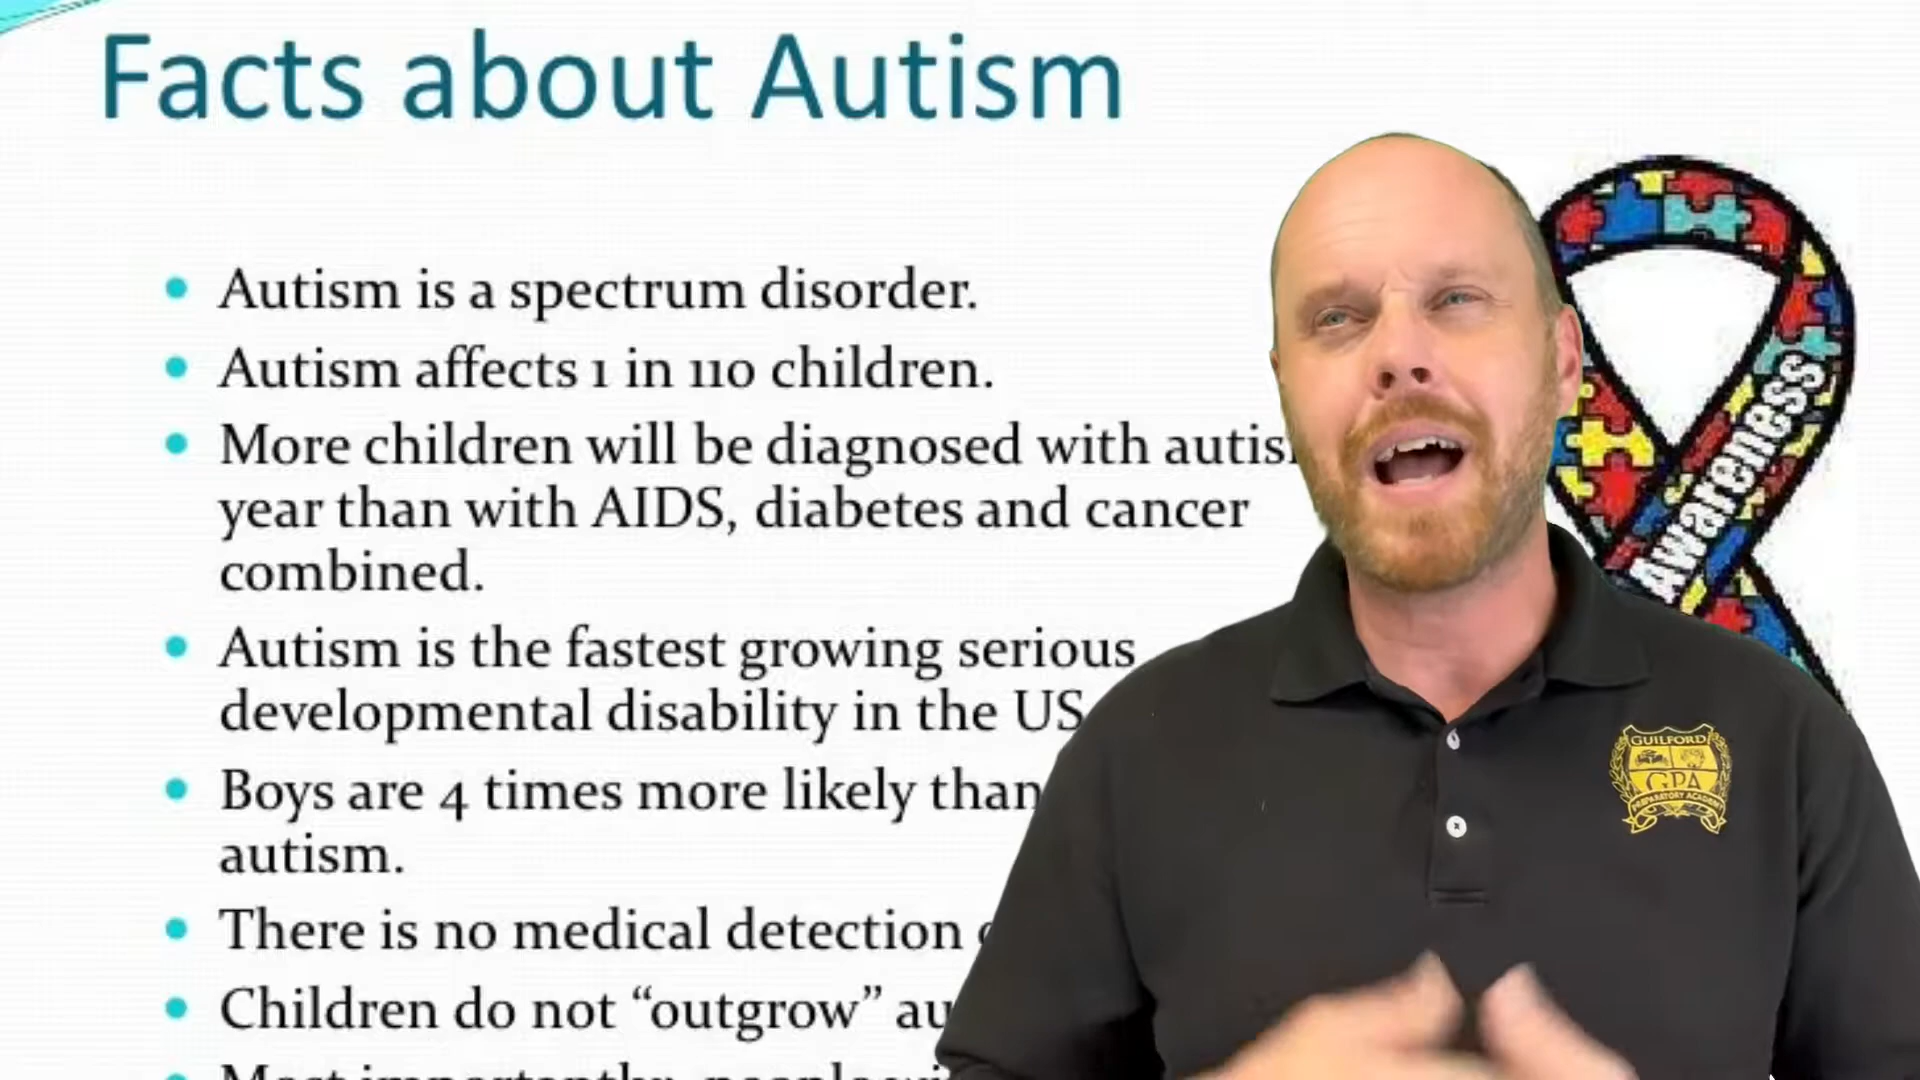 Facts about Autism
Autism is a spectrum disorder.
Autism affects 1 in 110 children.
More children will be diagnosed with
year than with AIDS, diabetes and cancer
combined.
Autism is the fastest growing serious
developmental disability in the US
Boys are 4 times more likely than
autism.
There is no medical detection
Children do not “outgrow”
Awareness
GUILFORD
GPA
PREPARATORY ACADEMY